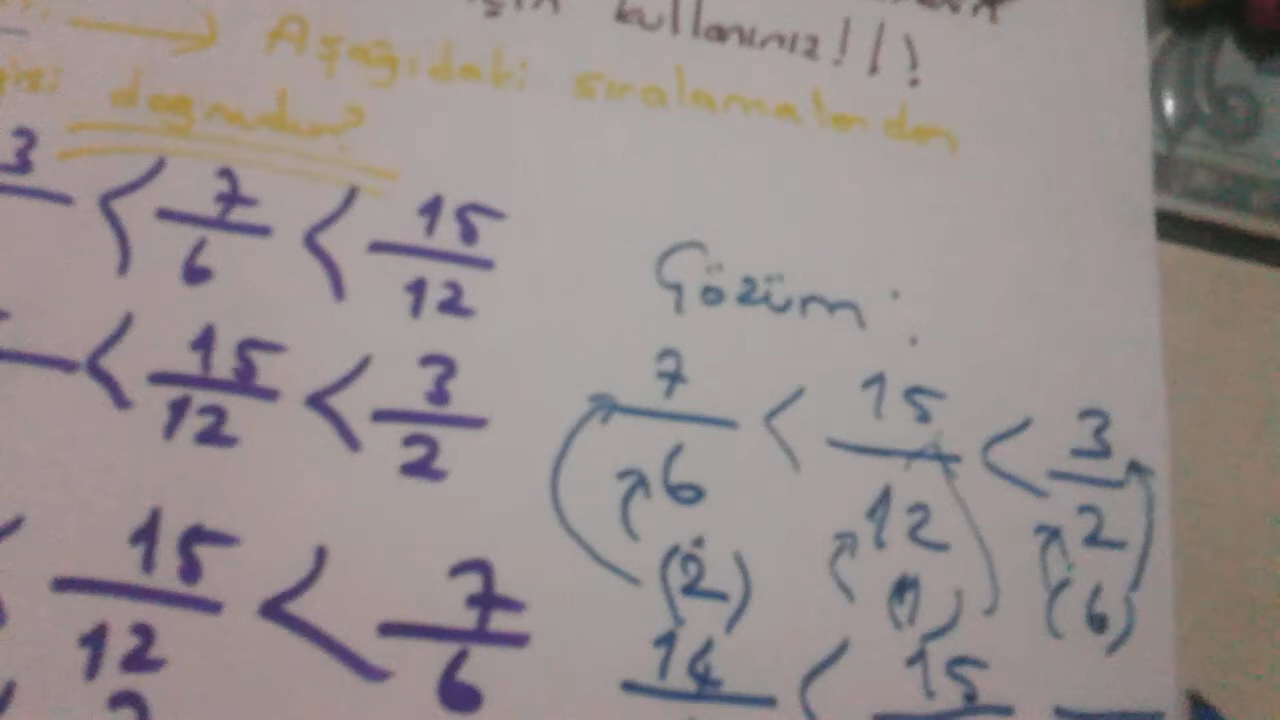 kullanınız!!!
→ Aşağıdaki sıralamalardan
doğrudur?
3 < 7/6 < 15/12
< 15/12 < 3/2
15/12 < 7/6
Çözüm:
7/6 < 15/12 < 3/2
(2) (1) (6)
14 < 15